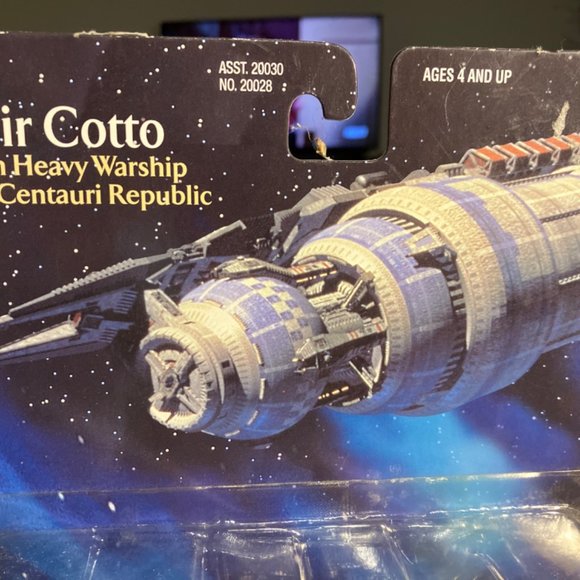 ASST. 20030
NO. 20028
AGES 4 AND UP
ir Cotto
n Heavy Warship
Centauri Republic